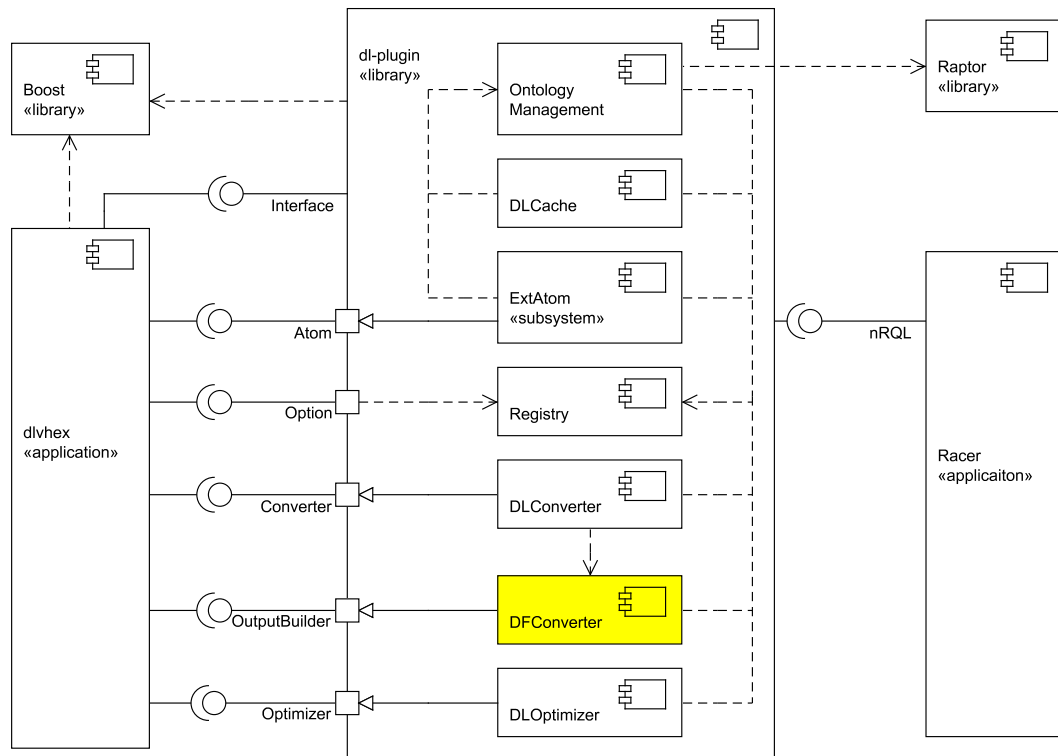 dl-plugin
«library»
Boost
«library»
Ontology
Management
Raptor
«library»
Interface
DLCache
ExtAtom
«subsystem»
Atom
nRQL
Option
Registry
dlvhex
«application»
Racer
«applicaiton»
Converter
DLConverter
OutputBuilder
DFConverter
Optimizer
DLOptimizer